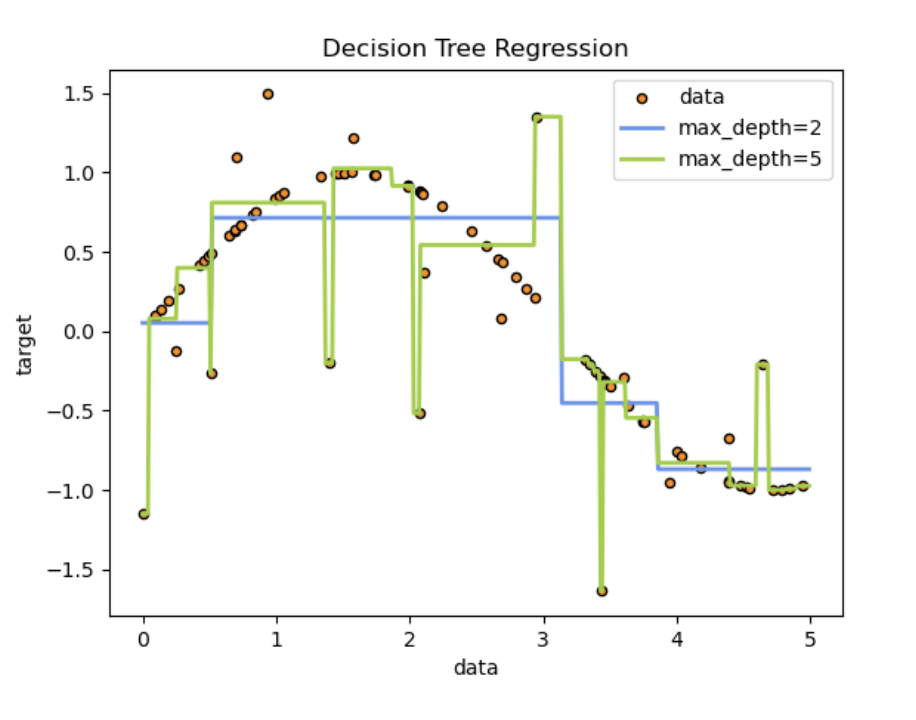 Decision Tree Regression
data
max_depth=2
max_depth=5
1.5
1.0
0.5
0.0
−0.5
−1.0
−1.5
target
0 1 2 3 4 5
data